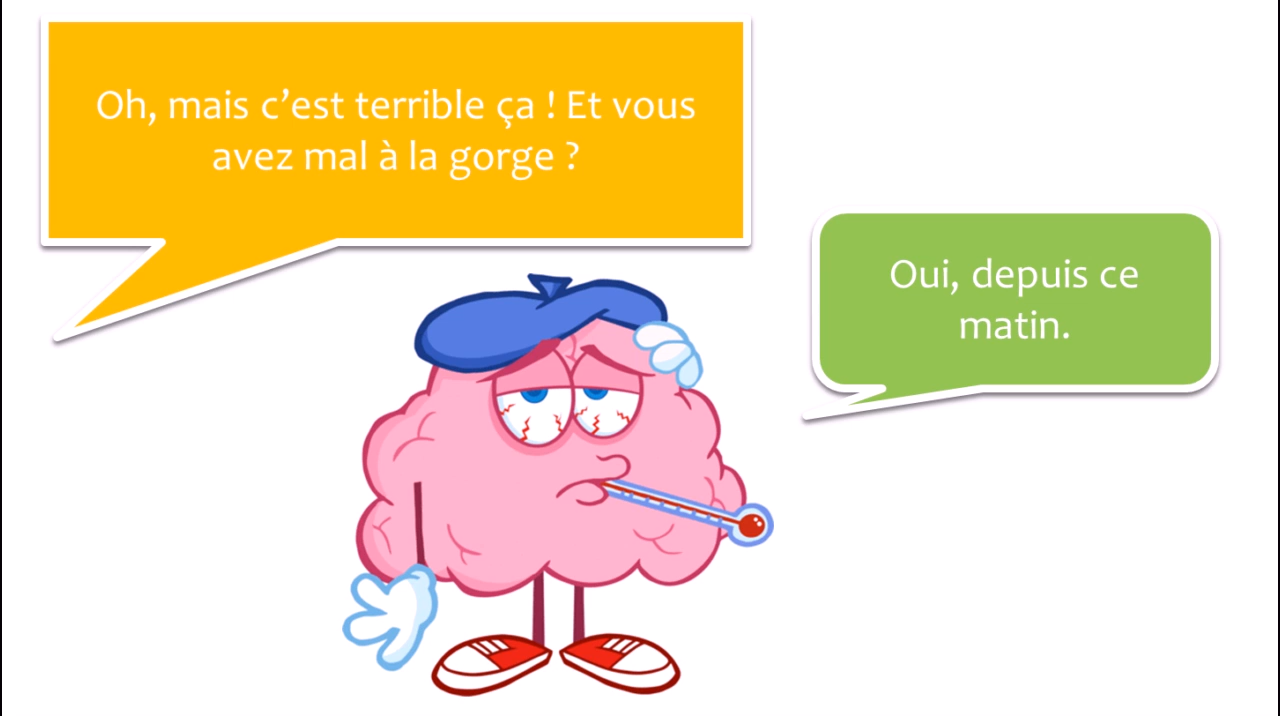 Oh, mais c’est terrible ça ! Et vous
avez mal à la gorge ?
Oui, depuis ce
matin.